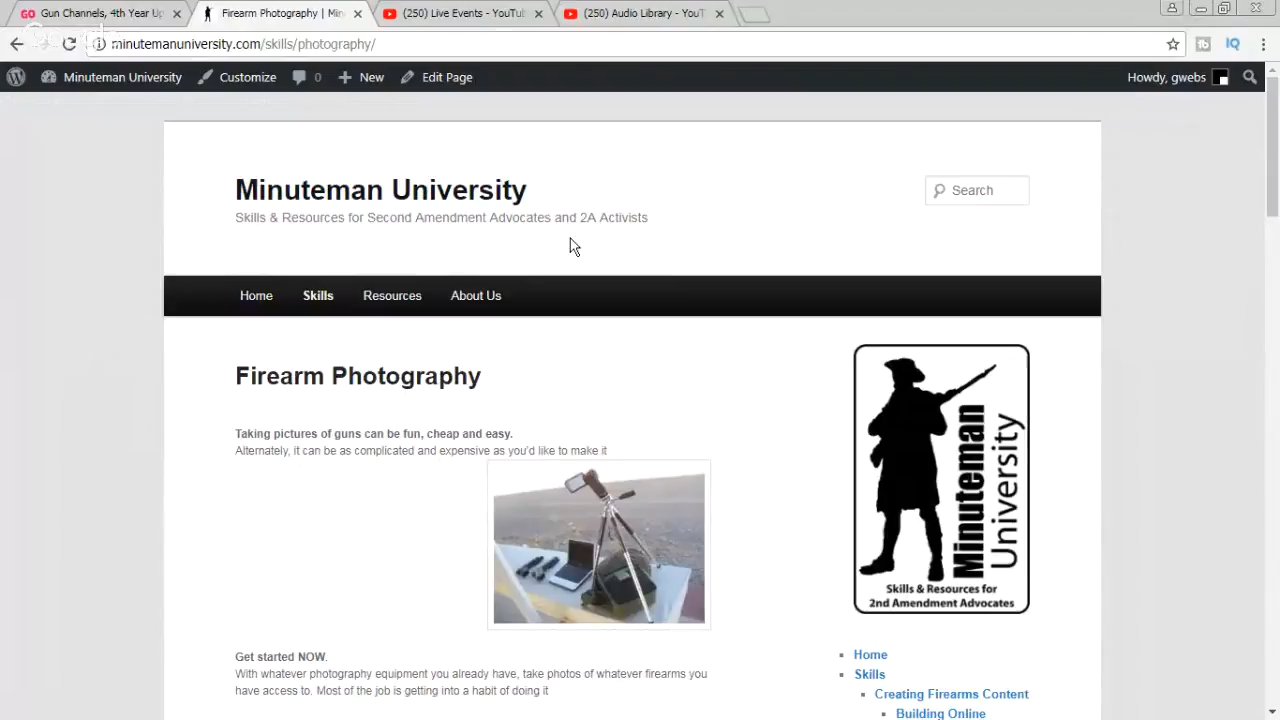 Gun Channels, 4th Year Up
Firearm Photography | Min
(250) Live Events - YouTub
(250) Audio Library - YouT
minutemanuniversity.com/skills/photography/
Minuteman University
Customize
0
New
Edit Page
Howdy, gwebs
Minuteman University
Skills & Resources for Second Amendment Advocates and 2A Activists
Search
Home
Skills
Resources
About Us
Firearm Photography
Taking pictures of guns can be fun, cheap and easy.
Alternately, it can be as complicated and expensive as you'd like to make it
Minuteman
University
Skills & Resources for
2nd Amendment Advocates
Get started NOW.
With whatever photography equipment you already have, take photos of whatever firearms
you have access to. Most of the job is getting into a habit of doing it
Home
Skills
Creating Firearms Content
Building Online